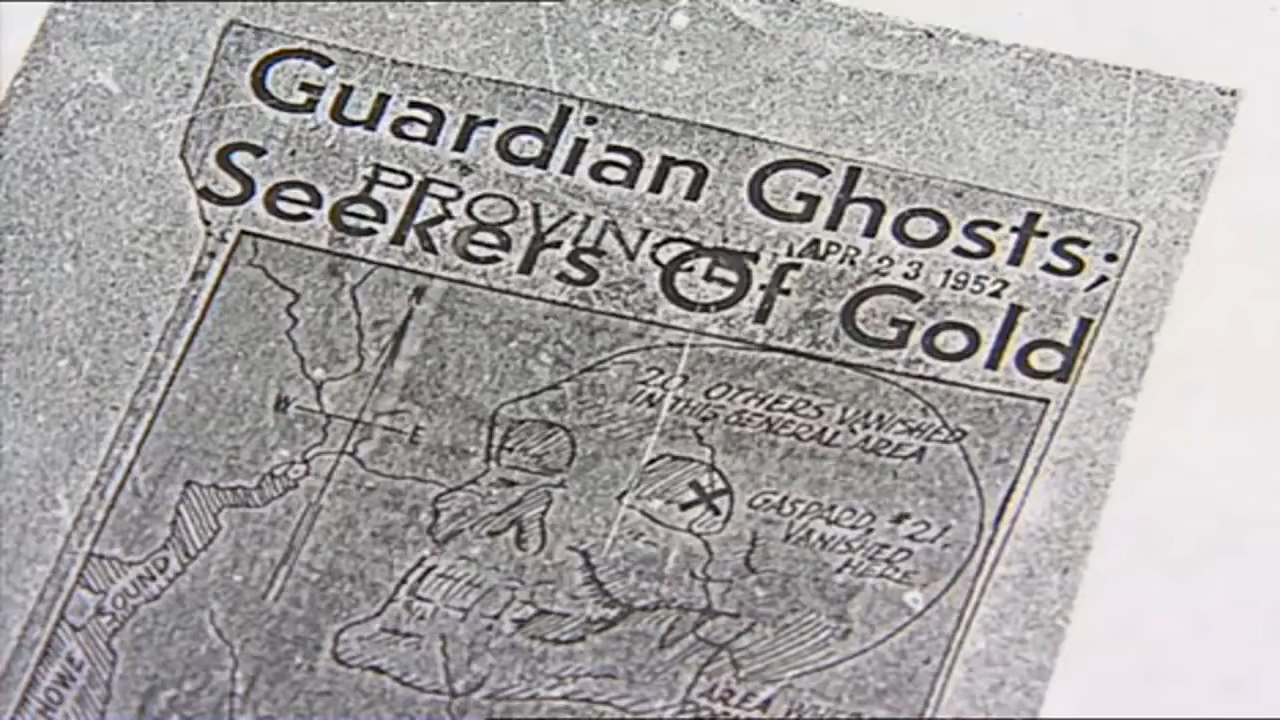 Guardian Ghosts;
PROVINCE
APR 23 1952
Seekers Of Gold
N
W
E
20 OTHERS VANISHED
IN THIS GENERAL AREA
X
GASPARD, #21,
VANISHED
HERE
HOWE SOUND
AREA